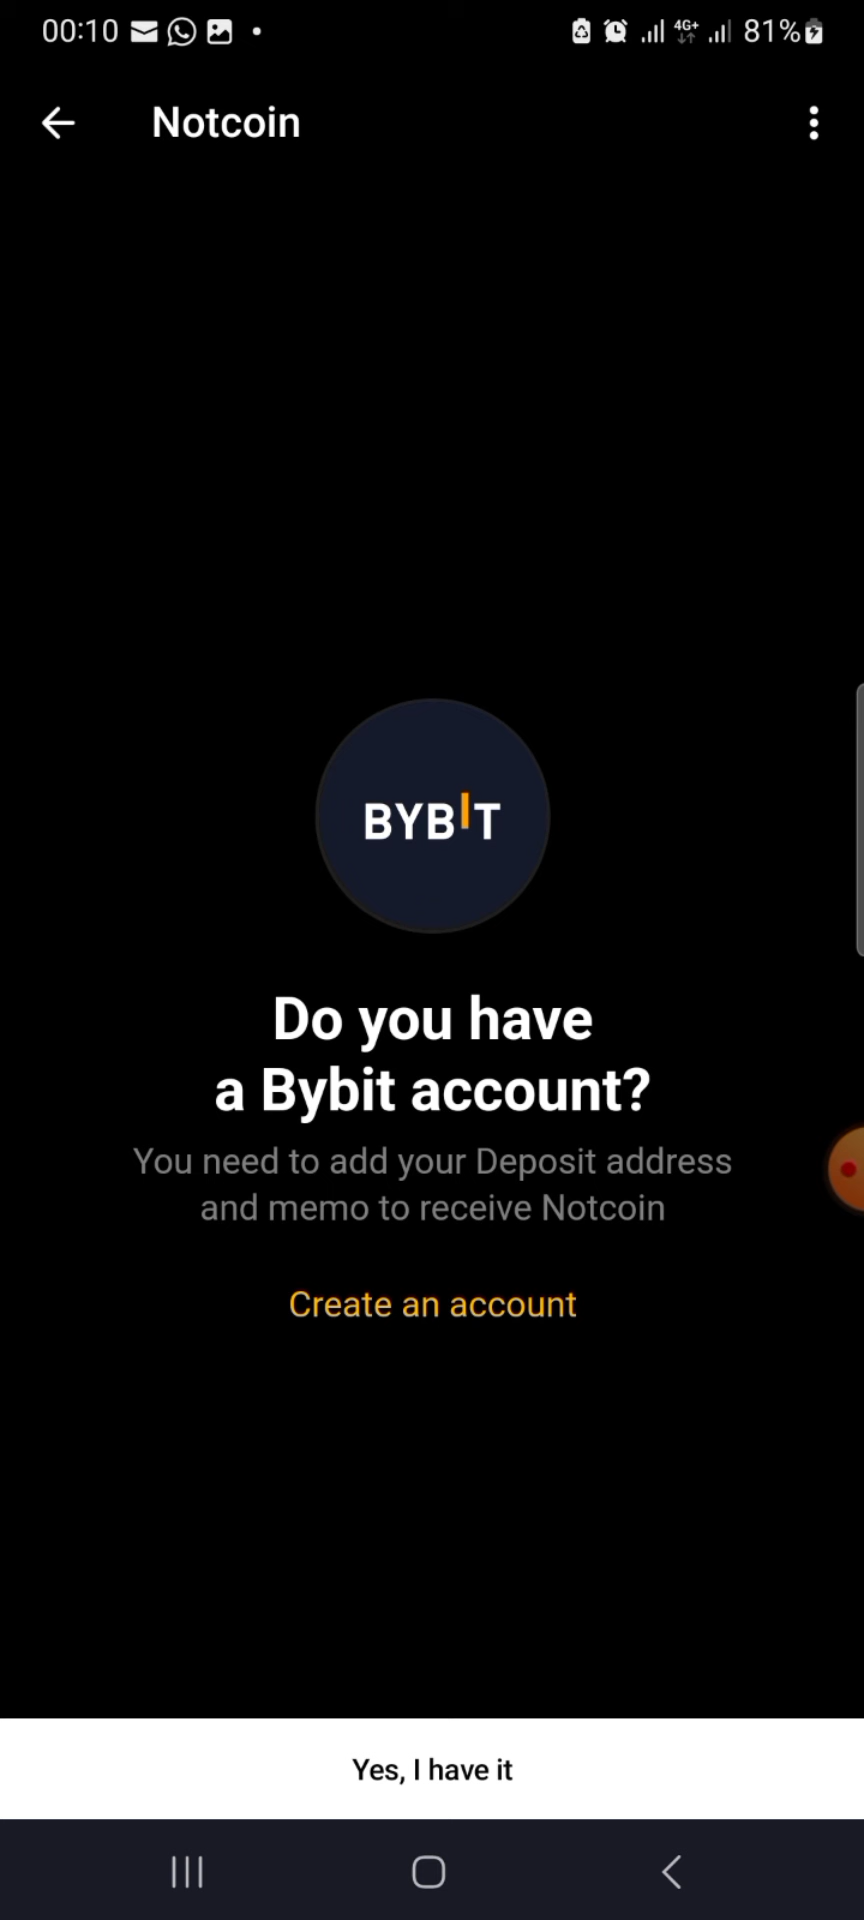 00:10
4G+
81%
Notcoin
BYBIT
Do you have
a Bybit account?
You need to add your Deposit address
and memo to receive Notcoin
Create an account
Yes, I have it